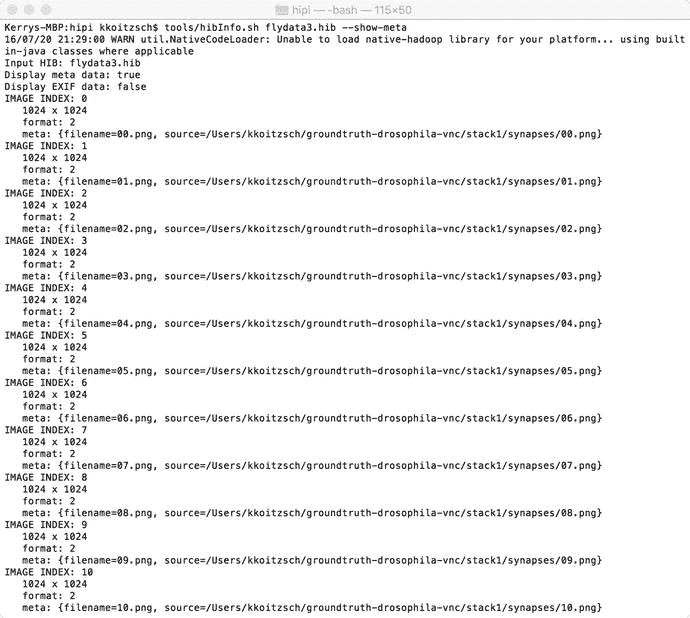 hipi — -bash — 115×50
Kerrys-MBP:hipi kkoitzsch$ tools/hibInfo.sh flydata3.hib --show-meta
16/07/20 21:29:00 WARN util.NativeCodeLoader: Unable to load native-hadoop library for your platform... using built
in-java classes where applicable
Input HIB: flydata3.hib
Display meta data: true
Display EXIF data: false
IMAGE INDEX: 0
1024 x 1024
format: 2
meta: {filename=00.png, source=/Users/kkoitzsch/groundtruth-drosophila-vnc/stack1/synapses/00.png}
IMAGE INDEX: 1
1024 x 1024
format: 2
meta: {filename=01.png, source=/Users/kkoitzsch/groundtruth-drosophila-vnc/stack1/synapses/01.png}
IMAGE INDEX: 2
1024 x 1024
format: 2
meta: {filename=02.png, source=/Users/kkoitzsch/groundtruth-drosophila-vnc/stack1/synapses/02.png}
IMAGE INDEX: 3
1024 x 1024
format: 2
meta: {filename=03.png, source=/Users/kkoitzsch/groundtruth-drosophila-vnc/stack1/synapses/03.png}
IMAGE INDEX: 4
1024 x 1024
format: 2
meta: {filename=04.png, source=/Users/kkoitzsch/groundtruth-drosophila-vnc/stack1/synapses/04.png}
IMAGE INDEX: 5
1024 x 1024
format: 2
meta: {filename=05.png, source=/Users/kkoitzsch/groundtruth-drosophila-vnc/stack1/synapses/05.png}
IMAGE INDEX: 6
1024 x 1024
format: 2
meta: {filename=06.png, source=/Users/kkoitzsch/groundtruth-drosophila-vnc/stack1/synapses/06.png}
IMAGE INDEX: 7
1024 x 1024
format: 2
meta: {filename=07.png, source=/Users/kkoitzsch/groundtruth-drosophila-vnc/stack1/synapses/07.png}
IMAGE INDEX: 8
1024 x 1024
format: 2
meta: {filename=08.png, source=/Users/kkoitzsch/groundtruth-drosophila-vnc/stack1/synapses/08.png}
IMAGE INDEX: 9
1024 x 1024
format: 2
meta: {filename=09.png, source=/Users/kkoitzsch/groundtruth-drosophila-vnc/stack1/synapses/09.png}
IMAGE INDEX: 10
1024 x 1024
format: 2
meta: {filename=10.png, source=/Users/kkoitzsch/groundtruth-drosophila-vnc/stack1/synapses/10.png}